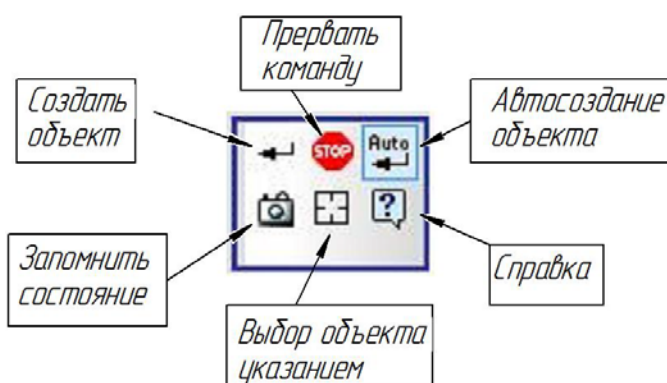 Прервать
команду
Создать
объект
Автосоздание
объекта
STOP
Auto
?
Запомнить
состояние
Справка
Выбор объекта
указанием